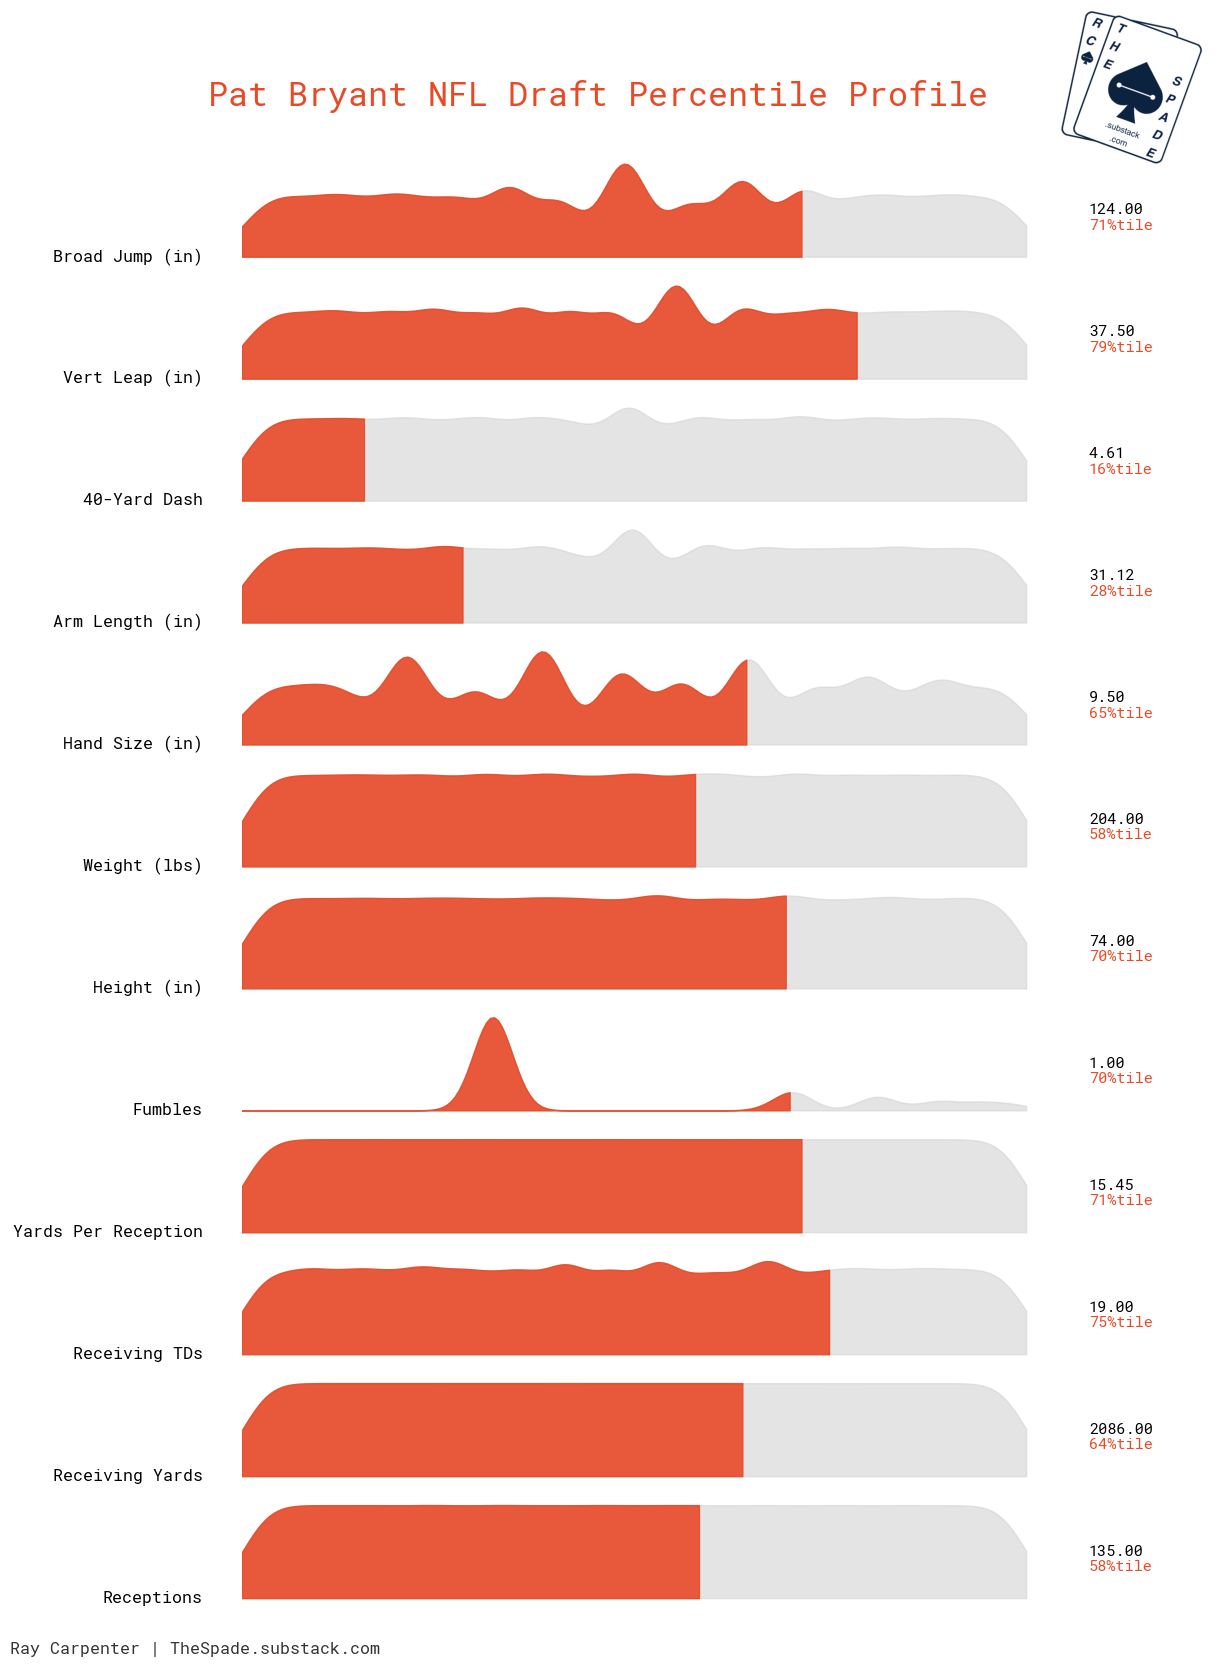 RC
THE
SPADE
.substack
.com
Pat Bryant NFL Draft Percentile Profile
Broad Jump (in)
124.00
71%tile
Vert Leap (in)
37.50
79%tile
40-Yard Dash
4.61
16%tile
Arm Length (in)
31.12
28%tile
Hand Size (in)
9.50
65%tile
Weight (lbs)
204.00
58%tile
Height (in)
74.00
70%tile
Fumbles
1.00
70%tile
Yards Per Reception
15.45
71%tile
Receiving TDs
19.00
75%tile
Receiving Yards
2086.00
64%tile
Receptions
135.00
58%tile
Ray Carpenter | TheSpade.substack.com